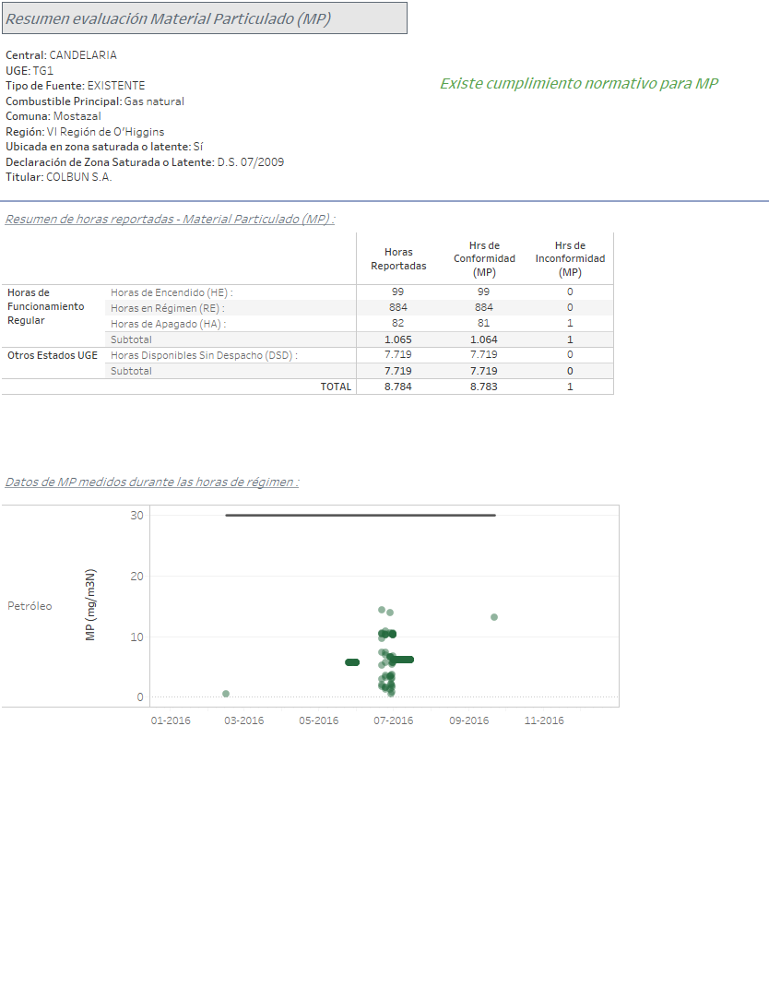 Resumen evaluación Material Particulado (MP)
Central: CANDELARIA
UGE: TG1
Tipo de Fuente: EXISTENTE
Combustible Principal: Gas natural
Comuna: Mostazal
Región: VI Región de O’Higgins
Ubicada en zona saturada o latente: Sí
Declaración de Zona Saturada o Latente: D.S. 07/2009
Titular: COLBUN S.A.
Existe cumplimiento normativo para MP
Resumen de horas reportadas - Material Particulado (MP) :
Horas Reportadas
Hrs de Conformidad (MP)
Hrs de Inconformidad (MP)
Horas de Funcionamiento Regular
Horas de Encendido (HE) : 99 99 0
Horas en Régimen (RE) : 884 884 0
Horas de Apagado (HA) : 82 81 1
Subtotal 1.065 1.064 1
Otros Estados UGE Horas Disponibles Sin Despacho (DSD) : 7.719 7.719 0
Subtotal 7.719 7.719 0
TOTAL 8.784 8.783 1
Datos de MP medidos durante las horas de régimen :
Petróleo
MP (mg/m3N)
30
20
10
0
01-2016 03-2016 05-2016 07-2016 09-2016 11-2016